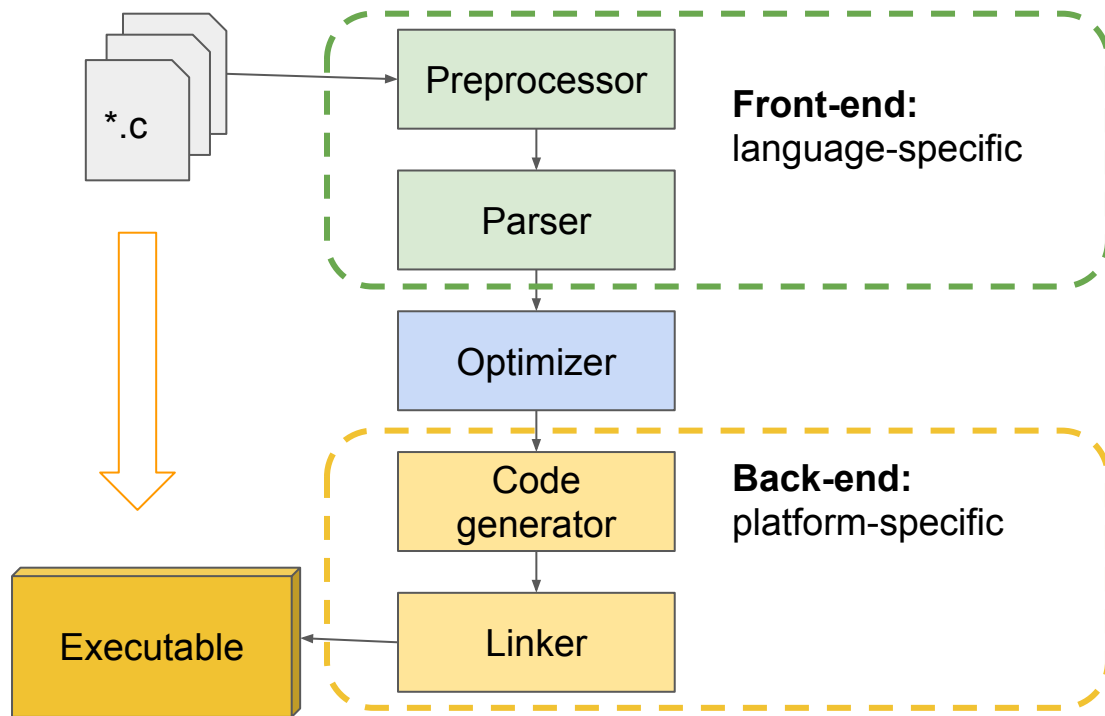 *.c
Preprocessor
Front-end:
language-specific
Parser
Optimizer
Code
generator
Back-end:
platform-specific
Linker
Executable